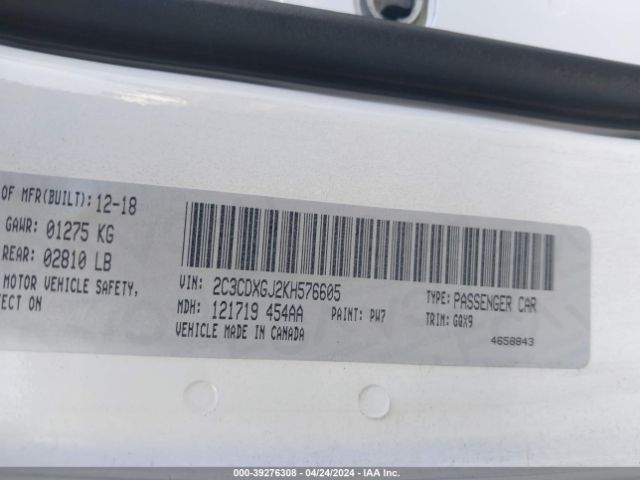 OF MFR(BUILT): 12-18
GAWR: 01275 KG
REAR: 02810 LB
MOTOR VEHICLE SAFETY,
ECT ON
VIN: 2C3CDXGJ2KH576605
TYPE: PASSENGER CAR
MDH: 121719 454AA PAINT: PW7 TRIM: GQX9
VEHICLE MADE IN CANADA
4658843
000-39276308 - 04/24/2024 - IAA Inc.